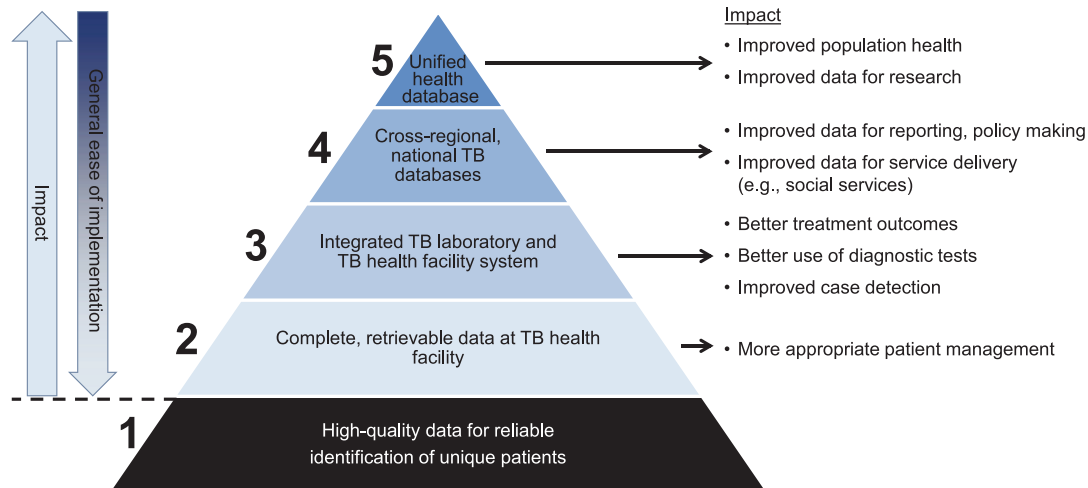 Impact
General ease of implementation
5
Unified
health
database
4
Cross-regional,
national TB
databases
3
Integrated TB laboratory and
TB health facility system
2
Complete, retrievable data at TB health
facility
1
High-quality data for reliable
identification of unique patients
Impact
• Improved population health
• Improved data for research
• Improved data for reporting, policy making
• Improved data for service delivery
(e.g., social services)
• Better treatment outcomes
• Better use of diagnostic tests
• Improved case detection
• More appropriate patient management